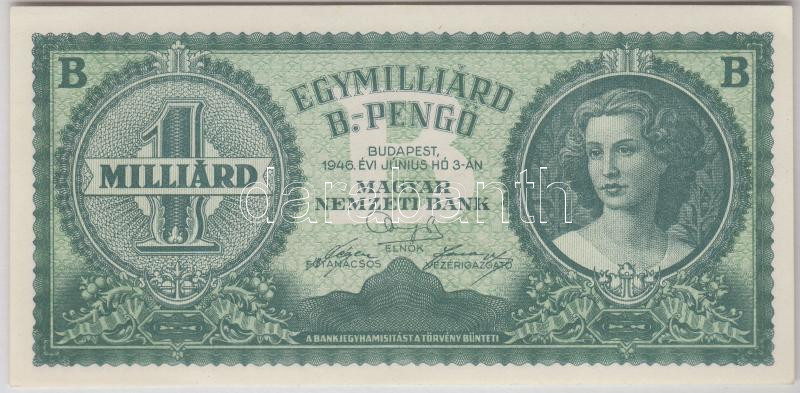 B
B
EGYMILLIÁRD
B.-PENGŐ
1
MILLIÁRD
BUDAPEST,
1946. ÉVI JÚNIUS HÓ 3-ÁN
MAGYAR
NEMZETI BANK
darabanth
ELNÖK
FŐTANÁCSOS
VEZÉRIGAZGATÓ
A BANKJEGYHAMISÍTÁST A TÖRVÉNY BÜNTETI